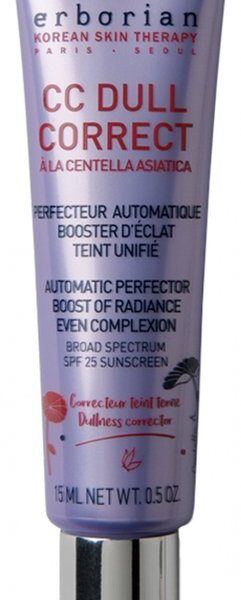 erborian
KOREAN SKIN THERAPY
PARIS - SEOUL
CC DULL
CORRECT
À LA CENTELLA ASIATICA
PERFECTEUR AUTOMATIQUE
BOOSTER D'ÉCLAT
TEINT UNIFIÉ
AUTOMATIC PERFECTOR
BOOST OF RADIANCE
EVEN COMPLEXION
BROAD SPECTRUM
SPF 25 SUNSCREEN
Correcteur teint terne
Dullness corrector
15 ML NET WT. 0.5 OZ.